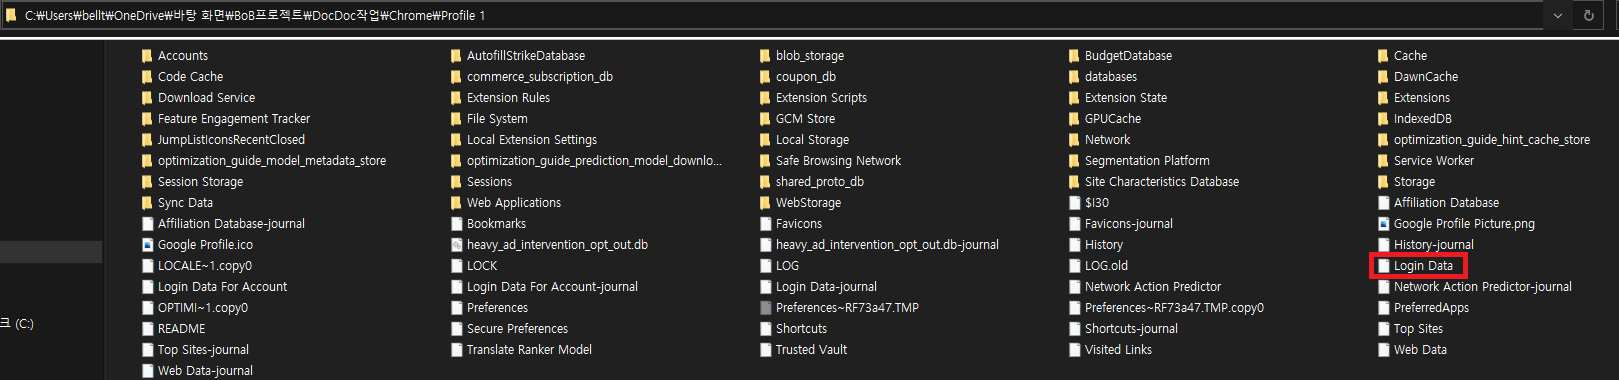 C:₩Users₩bellt₩OneDrive₩바탕 화면₩BoB프로젝트₩DocDoc작업₩Chrome₩Profile 1
Accounts AutofillStrikeDatabase blob_storage BudgetDatabase Cache
Code Cache commerce_subscription_db coupon_db databases DawnCache
Download Service Extension Rules Extension Scripts Extension State Extensions
Feature Engagement Tracker File System GCM Store GPUCache IndexedDB
JumpListIconsRecentClosed Local Extension Settings Local Storage Network optimization_guide_hint_cache_store
optimization_guide_model_metadata_store optimization_guide_prediction_model_downlo... Safe Browsing Network Segmentation Platform Service Worker
Session Storage Sessions shared_proto_db Site Characteristics Database Storage
Sync Data Web Applications WebStorage $I30 Affiliation Database
Affiliation Database-journal Bookmarks Favicons Favicons-journal Google Profile Picture.png
Google Profile.ico heavy_ad_intervention_opt_out.db heavy_ad_intervention_opt_out.db-journal History History-journal
LOCALE~1.copy0 LOCK LOG LOG.old Login Data
Login Data For Account Login Data For Account-journal Login Data-journal Network Action Predictor Network Action Predictor-journal
OPTIMI~1.copy0 Preferences Preferences~RF73a47.TMP Preferences~RF73a47.TMP.copy0 PreferredApps
크 (C:) README Secure Preferences Shortcuts Shortcuts-journal Top Sites
Top Sites-journal Translate Ranker Model Trusted Vault Visited Links Web Data
Web Data-journal